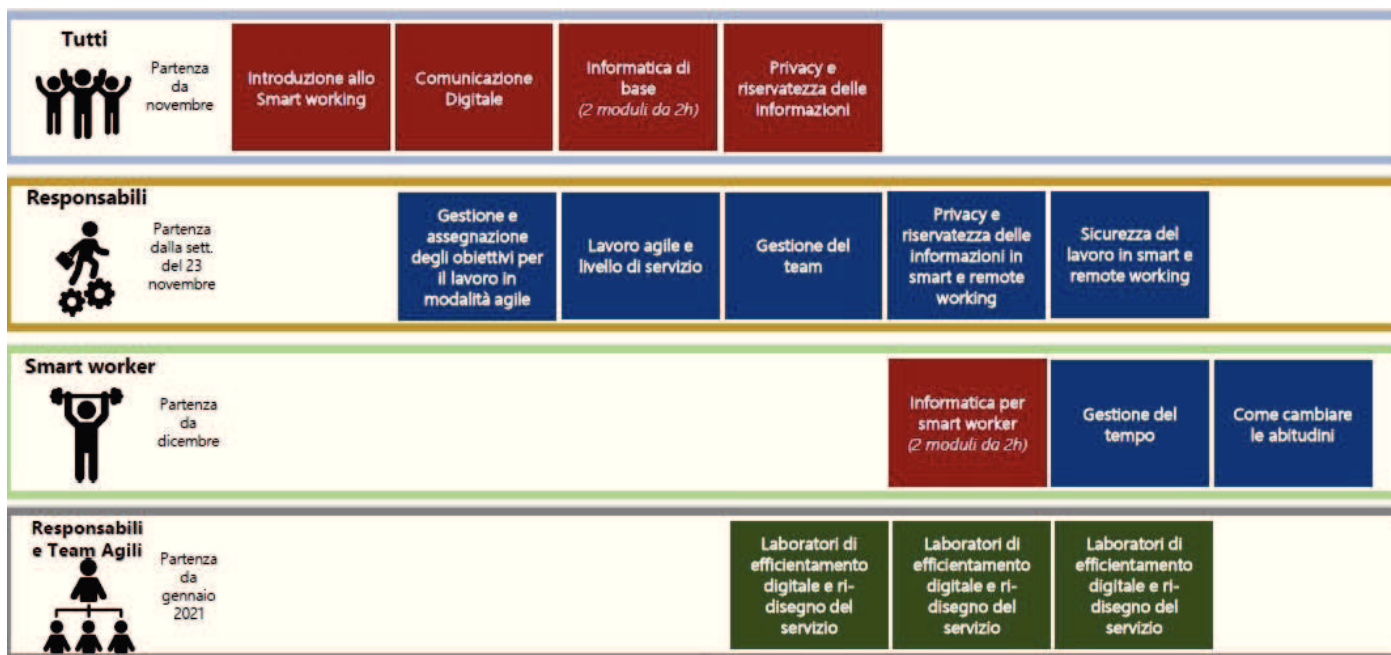 Tutti
Partenza
da
novembre
Introduzione allo
Smart working
Comunicazione
Digitale
Informatica di
base
(2 moduli da 2h)
Privacy e
riservatezza delle
informazioni
Responsabili
Partenza
dalla sett.
del 23
novembre
Gestione e
assegnazione
degli obiettivi per
il lavoro in
modalità agile
Lavoro agile e
livello di servizio
Gestione del
team
Privacy e
riservatezza delle
informazioni in
smart e remote
working
Sicurezza del
lavoro in smart e
remote working
Smart worker
Partenza
da
dicembre
Informatica per
smart worker
(2 moduli da 2h)
Gestione del
tempo
Come cambiare
le abitudini
Responsabili
e Team Agili
Partenza
da
gennaio
2021
Laboratori di
efficientamento
digitale e ri-
disegno del
servizio
Laboratori di
efficientamento
digitale e ri-
disegno del
servizio
Laboratori di
efficientamento
digitale e ri-
disegno del
servizio